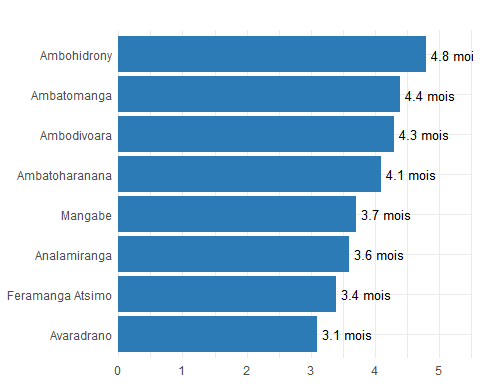 Ambohidrony 4.8 moi
Ambatomanga 4.4 mois
Ambodivoara 4.3 mois
Ambatoharanana 4.1 mois
Mangabe 3.7 mois
Analamiranga 3.6 mois
Feramanga Atsimo 3.4 mois
Avaradrano 3.1 mois
0 1 2 3 4 5